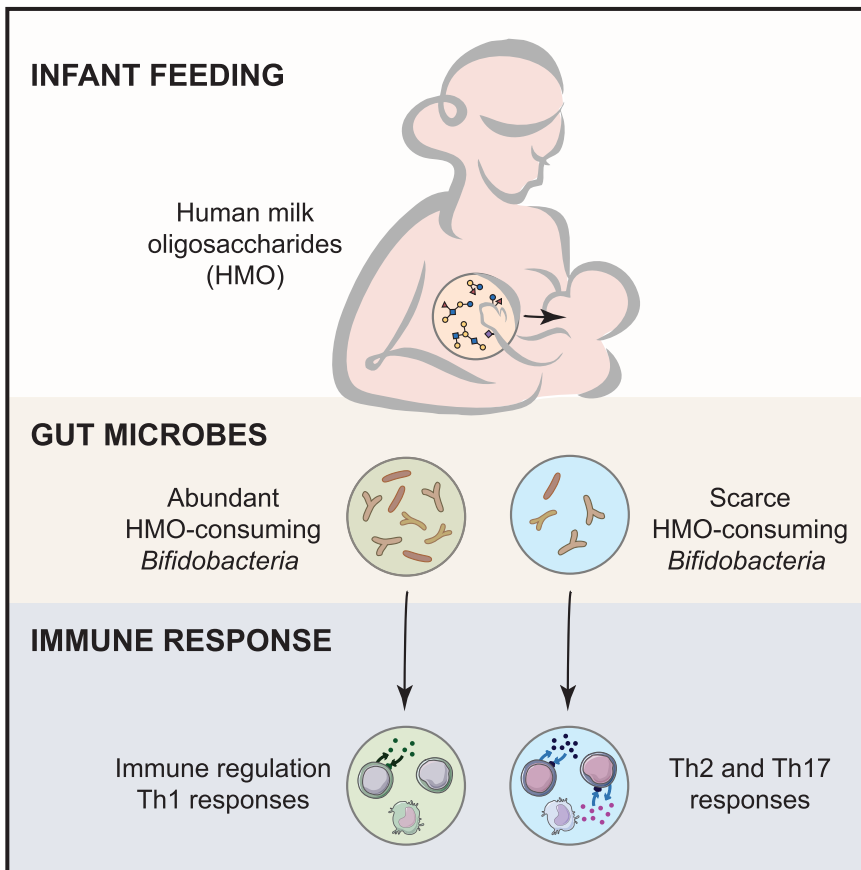 INFANT FEEDING
Human milk
oligosaccharides
(HMO)
GUT MICROBES
Abundant
HMO-consuming
Bifidobacteria
Scarce
HMO-consuming
Bifidobacteria
IMMUNE RESPONSE
Immune regulation
Th1 responses
Th2 and Th17
responses